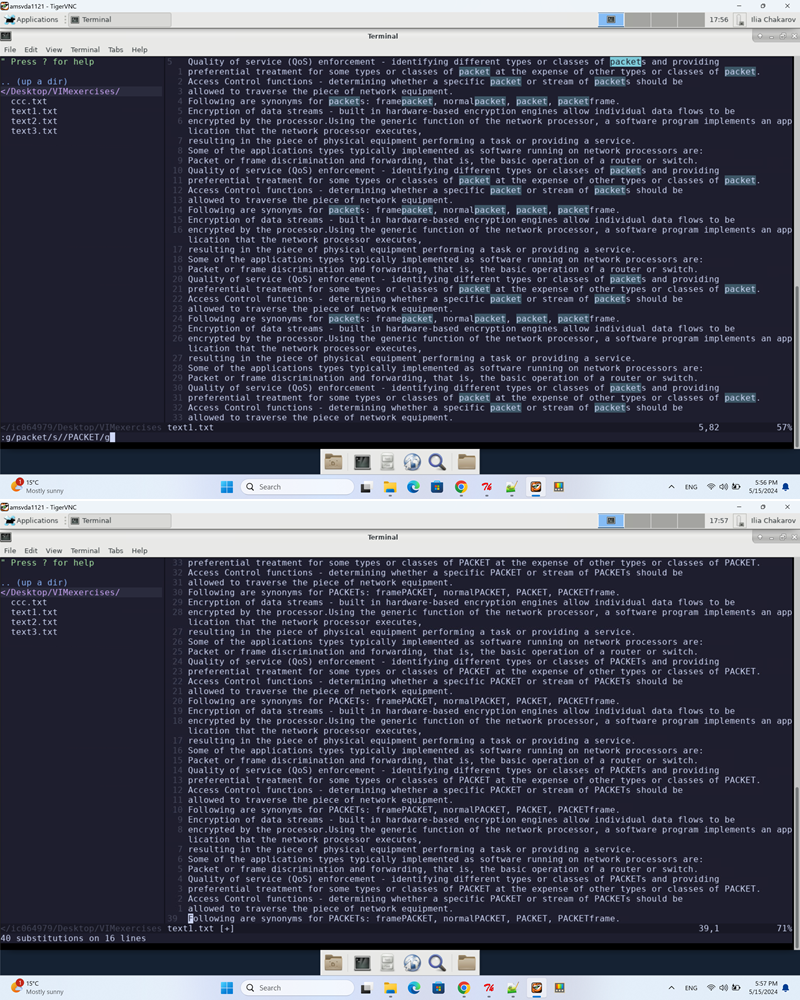 amsvda1121 - TigerVNC
Applications Terminal 17:56 Ilia Chakarov
Terminal
File Edit View Terminal Tabs Help
" Press ? for help
.. (up a dir)
</Desktop/VIMexercises/
ccc.txt
text1.txt
text2.txt
text3.txt
5 Quality of service (QoS) enforcement - identifying different types or classes of packets and providing
1 preferential treatment for some types or classes of packet at the expense of other types or classes of packet.
2 Access Control functions - determining whether a specific packet or stream of packets should be
3 allowed to traverse the piece of network equipment.
4 Following are synonyms for packets: framepacket, normalpacket, packet, packetframe.
5 Encryption of data streams - built in hardware-based encryption engines allow individual data flows to be
6 encrypted by the processor.Using the generic function of the network processor, a software program implements an app
lication that the network processor executes,
7 resulting in the piece of physical equipment performing a task or providing a service.
8 Some of the applications types typically implemented as software running on network processors are:
9 Packet or frame discrimination and forwarding, that is, the basic operation of a router or switch.
10 Quality of service (QoS) enforcement - identifying different types or classes of packets and providing
11 preferential treatment for some types or classes of packet at the expense of other types or classes of packet.
12 Access Control functions - determining whether a specific packet or stream of packets should be
13 allowed to traverse the piece of network equipment.
14 Following are synonyms for packets: framepacket, normalpacket, packet, packetframe.
15 Encryption of data streams - built in hardware-based encryption engines allow individual data flows to be
16 encrypted by the processor.Using the generic function of the network processor, a software program implements an app
lication that the network processor executes,
17 resulting in the piece of physical equipment performing a task or providing a service.
18 Some of the applications types typically implemented as software running on network processors are:
19 Packet or frame discrimination and forwarding, that is, the basic operation of a router or switch.
20 Quality of service (QoS) enforcement - identifying different types or classes of packets and providing
21 preferential treatment for some types or classes of packet at the expense of other types or classes of packet.
22 Access Control functions - determining whether a specific packet or stream of packets should be
23 allowed to traverse the piece of network equipment.
24 Following are synonyms for packets: framepacket, normalpacket, packet, packetframe.
25 Encryption of data streams - built in hardware-based encryption engines allow individual data flows to be
26 encrypted by the processor.Using the generic function of the network processor, a software program implements an app
lication that the network processor executes,
27 resulting in the piece of physical equipment performing a task or providing a service.
28 Some of the applications types typically implemented as software running on network processors are:
29 Packet or frame discrimination and forwarding, that is, the basic operation of a router or switch.
30 Quality of service (QoS) enforcement - identifying different types or classes of packets and providing
31 preferential treatment for some types or classes of packet at the expense of other types or classes of packet.
32 Access Control functions - determining whether a specific packet or stream of packets should be
33 allowed to traverse the piece of network equipment.
</ic064979/Desktop/VIMexercises text1.txt 5,82 57%
:g/packet/s//PACKET/g
15°C
Mostly sunny
Search
ENG
5:56 PM
5/15/2024
amsvda1121 - TigerVNC
Applications Terminal 17:57 Ilia Chakarov
Terminal
File Edit View Terminal Tabs Help
" Press ? for help
.. (up a dir)
</Desktop/VIMexercises/
ccc.txt
text1.txt
text2.txt
text3.txt
33 preferential treatment for some types or classes of PACKET at the expense of other types or classes of PACKET.
32 Access Control functions - determining whether a specific PACKET or stream of PACKETs should be
31 allowed to traverse the piece of network equipment.
30 Following are synonyms for PACKETs: framePACKET, normalPACKET, PACKET, PACKETframe.
29 Encryption of data streams - built in hardware-based encryption engines allow individual data flows to be
28 encrypted by the processor.Using the generic function of the network processor, a software program implements an app
lication that the network processor executes,
27 resulting in the piece of physical equipment performing a task or providing a service.
26 Some of the applications types typically implemented as software running on network processors are:
25 Packet or frame discrimination and forwarding, that is, the basic operation of a router or switch.
24 Quality of service (QoS) enforcement - identifying different types or classes of PACKETs and providing
23 preferential treatment for some types or classes of PACKET at the expense of other types or classes of PACKET.
22 Access Control functions - determining whether a specific PACKET or stream of PACKETs should be
21 allowed to traverse the piece of network equipment.
20 Following are synonyms for PACKETs: framePACKET, normalPACKET, PACKET, PACKETframe.
19 Encryption of data streams - built in hardware-based encryption engines allow individual data flows to be
18 encrypted by the processor.Using the generic function of the network processor, a software program implements an app
lication that the network processor executes,
17 resulting in the piece of physical equipment performing a task or providing a service.
16 Some of the applications types typically implemented as software running on network processors are:
15 Packet or frame discrimination and forwarding, that is, the basic operation of a router or switch.
14 Quality of service (QoS) enforcement - identifying different types or classes of PACKETs and providing
13 preferential treatment for some types or classes of PACKET at the expense of other types or classes of PACKET.
12 Access Control functions - determining whether a specific PACKET or stream of PACKETs should be
11 allowed to traverse the piece of network equipment.
10 Following are synonyms for PACKETs: framePACKET, normalPACKET, PACKET, PACKETframe.
9 Encryption of data streams - built in hardware-based encryption engines allow individual data flows to be
8 encrypted by the processor.Using the generic function of the network processor, a software program implements an app
lication that the network processor executes,
7 resulting in the piece of physical equipment performing a task or providing a service.
6 Some of the applications types typically implemented as software running on network processors are:
5 Packet or frame discrimination and forwarding, that is, the basic operation of a router or switch.
4 Quality of service (QoS) enforcement - identifying different types or classes of PACKETs and providing
3 preferential treatment for some types or classes of PACKET at the expense of other types or classes of PACKET.
2 Access Control functions - determining whether a specific PACKET or stream of PACKETs should be
1 allowed to traverse the piece of network equipment.
39 Following are synonyms for PACKETs: framePACKET, normalPACKET, PACKET, PACKETframe.
</ic064979/Desktop/VIMexercises text1.txt [+] 39,1 71%
40 substitutions on 16 lines
15°C
Mostly sunny
Search
ENG
5:57 PM
5/15/2024